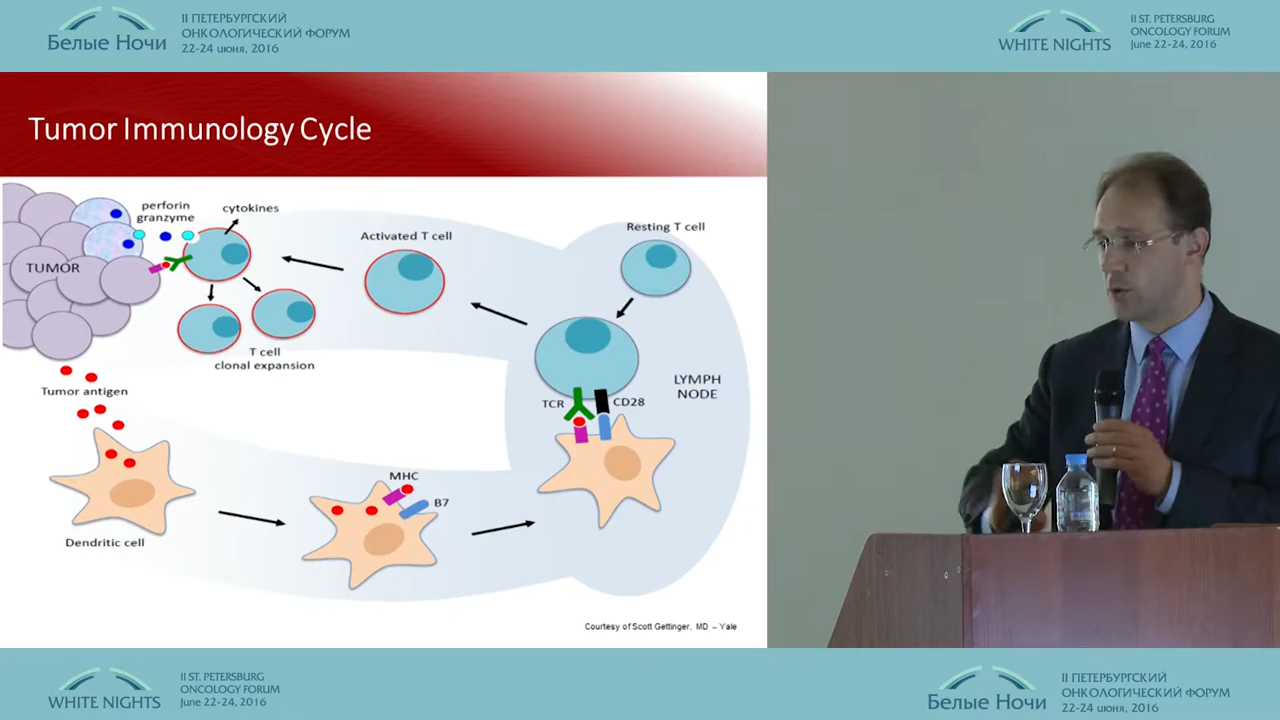 II ПЕТЕРБУРГСКИЙ
ОНКОЛОГИЧЕСКИЙ ФОРУМ
Белые Ночи
22-24 июня, 2016
WHITE NIGHTS
II ST. PETERSBURG
ONCOLOGY FORUM
June 22-24, 2016
Tumor Immunology Cycle
perforin
granzyme
cytokines
Activated T cell
Resting T cell
TUMOR
T cell
clonal expansion
Tumor antigen
TCR
CD28
LYMPH
NODE
MHC
B7
Dendritic cell
Courtesy of Scott Gettinger, MD – Yale
WHITE NIGHTS
II ST. PETERSBURG
ONCOLOGY FORUM
June 22-24, 2016
Белые Ночи
II ПЕТЕРБУРГСКИЙ
ОНКОЛОГИЧЕСКИЙ ФОРУМ
22-24 июня, 2016